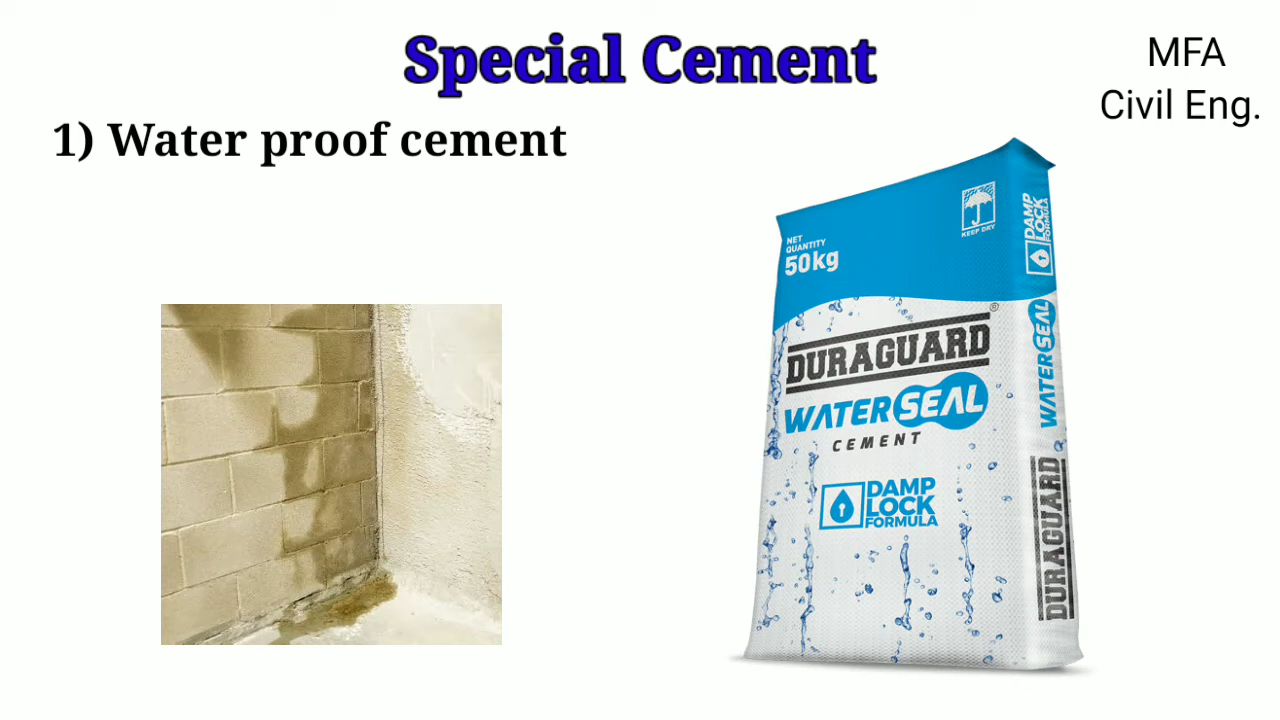 Special Cement
MFA
Civil Eng.
1) Water proof cement
NET
QUANTITY
50kg
KEEP DRY
DURAGUARD®
WATERSEAL
CEMENT
DAMP
LOCK
FORMULA
DAMP
LOCK
FORMULA
WATERSEAL
DURAGUARD